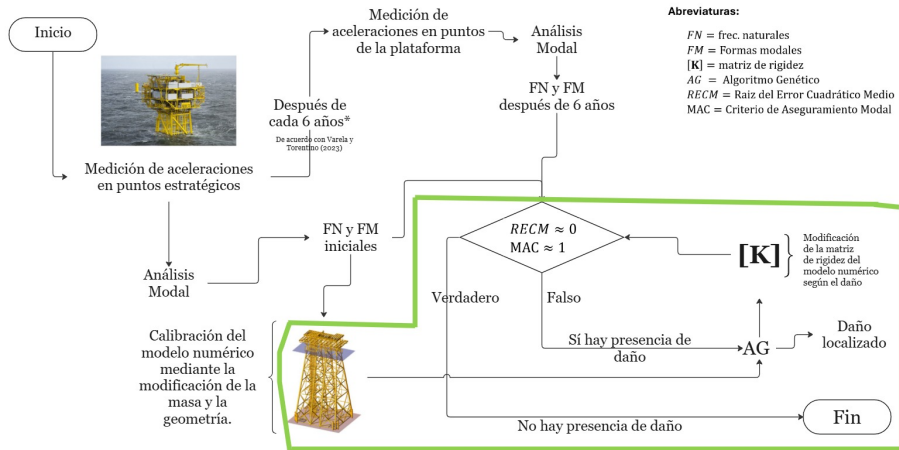 Inicio
Medición de
aceleraciones en puntos
de la plataforma
Análisis
Modal
FN y FM
después de 6 años
Después de
cada 6 años*
De acuerdo con Varela y
Torentino (2023)
Abreviaturas:
FN = frec. naturales
FM = Formas modales
[K] = matriz de rigidez
AG = Algoritmo Genético
RECM = Raiz del Error Cuadrático Medio
MAC = Criterio de Aseguramiento Modal
Medición de aceleraciones
en puntos estratégicos
Análisis
Modal
FN y FM
iniciales
RECM ≈ 0
MAC ≈ 1
[K]
Modificación
de la matriz
de rigidez del
modelo numérico
según el daño
Verdadero
Falso
Calibración del
modelo numérico
mediante la
modificación de la
masa y la
geometría.
Sí hay presencia de
daño
AG
Daño
localizado
No hay presencia de daño
Fin